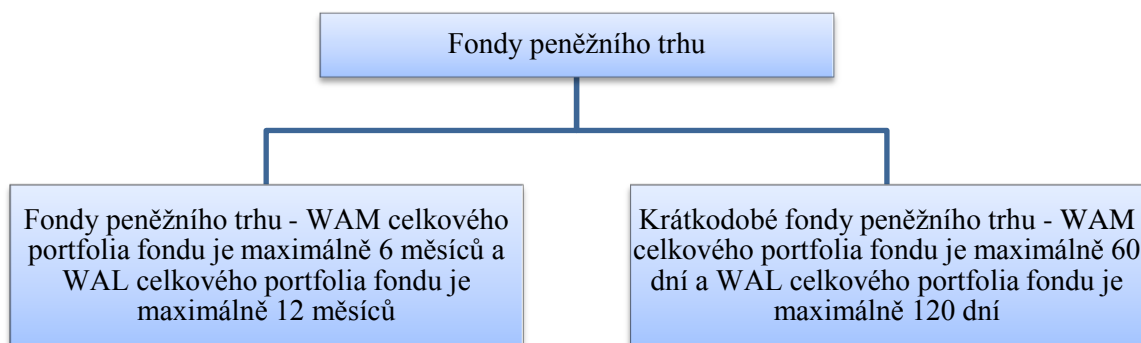 Fondy peněžního trhu
Fondy peněžního trhu - WAM celkového
portfolia fondu je maximálně 6 měsíců a
WAL celkového portfolia fondu je
maximálně 12 měsíců
Krátkodobé fondy peněžního trhu - WAM
celkového portfolia fondu je maximálně 60
dní a WAL celkového portfolia fondu je
maximálně 120 dní